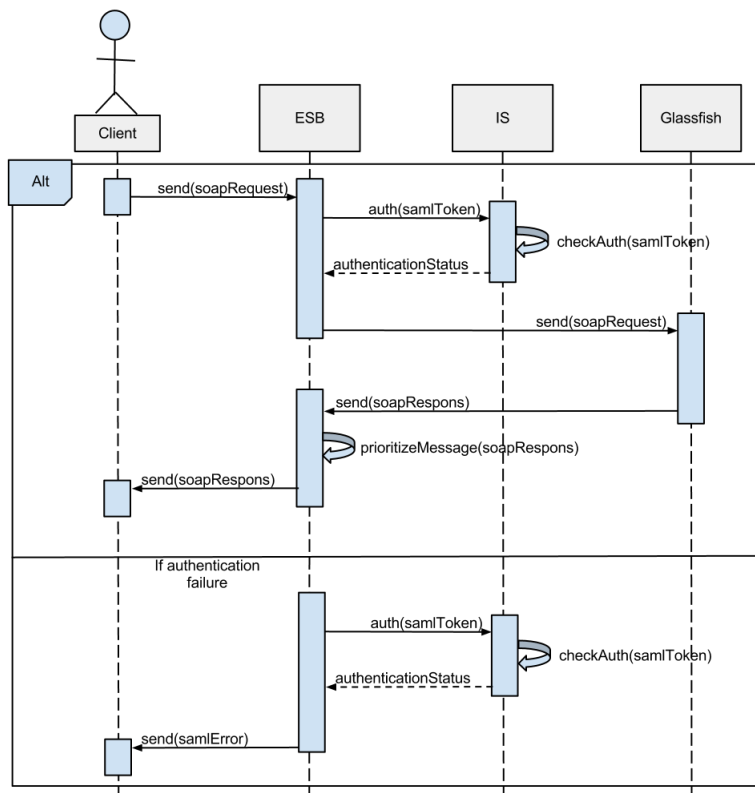 Client
ESB
IS
Glassfish
Alt
send(soapRequest)
auth(samlToken)
checkAuth(samlToken)
authenticationStatus
send(soapRequest)
send(soapRespons)
prioritizeMessage(soapRespons)
send(soapRespons)
If authentication
failure
auth(samlToken)
checkAuth(samlToken)
authenticationStatus
send(samlError)